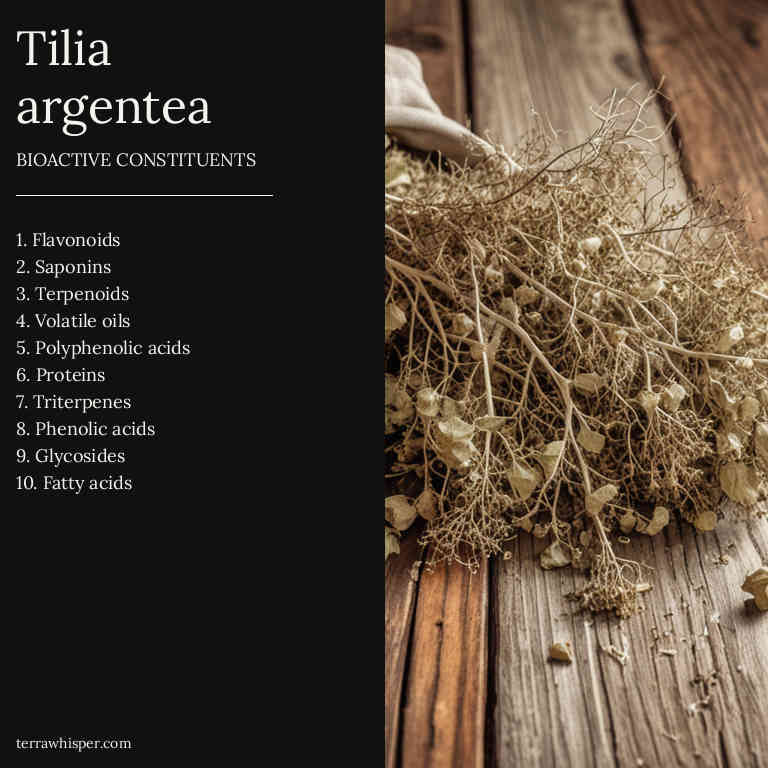 Tilia
argentea
BIOACTIVE CONSTITUENTS
1. Flavonoids
2. Saponins
3. Terpenoids
4. Volatile oils
5. Polyphenolic acids
6. Proteins
7. Triterpenes
8. Phenolic acids
9. Glycosides
10. Fatty acids
terrawhisper.com